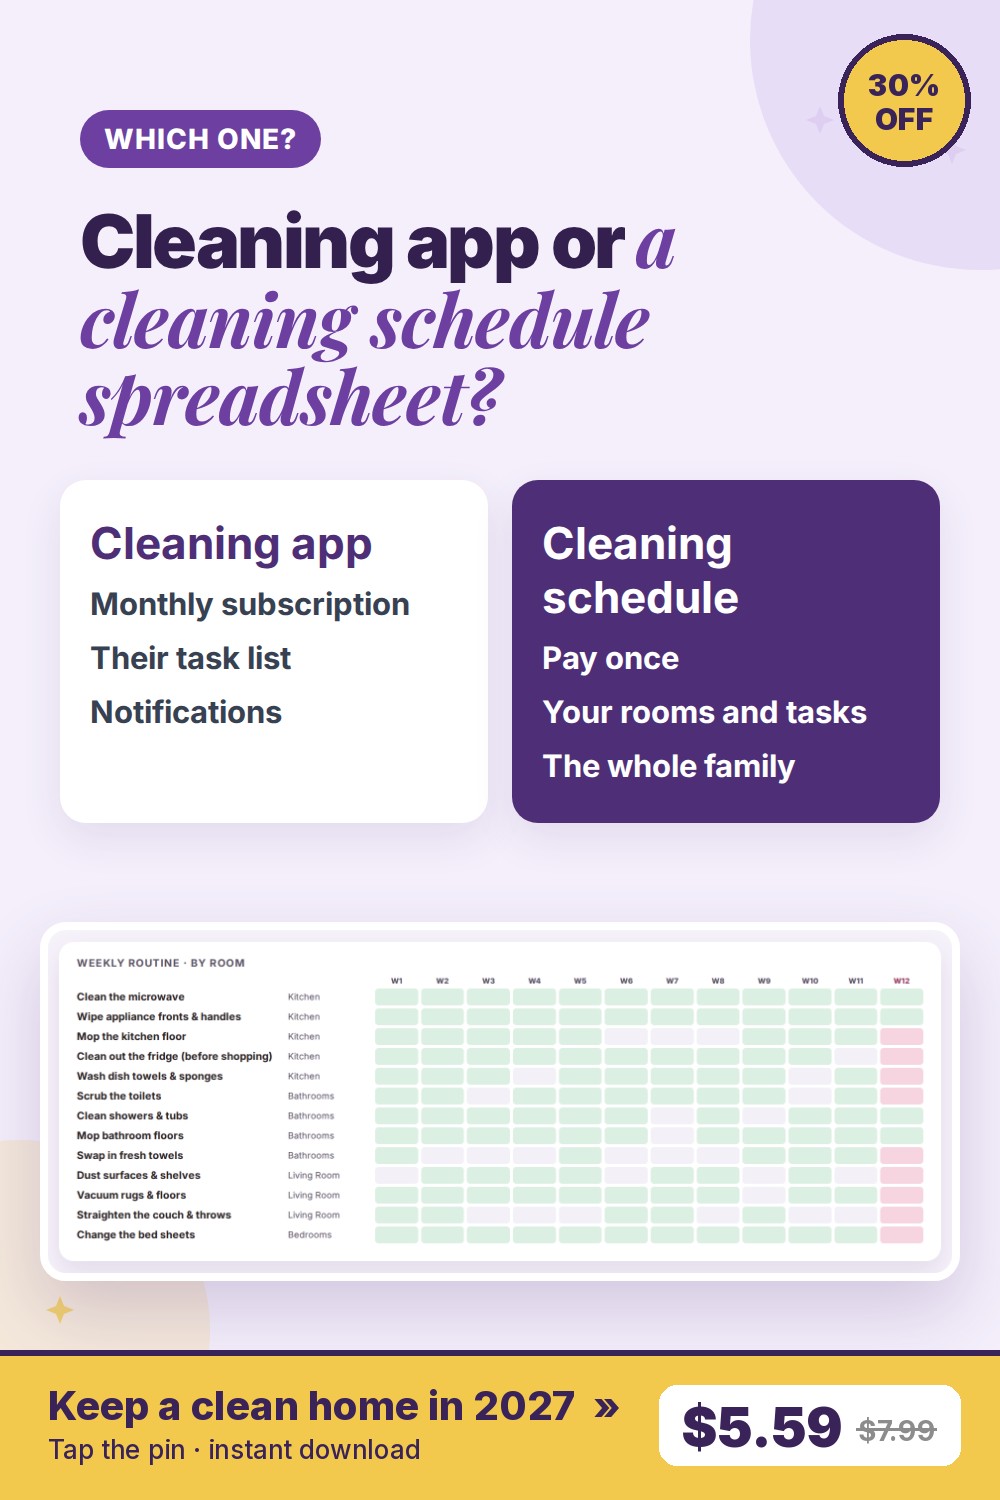 30%
OFF
WHICH ONE?
Cleaning app or a
cleaning schedule
spreadsheet?
Cleaning app
Monthly subscription
Their task list
Notifications
Cleaning
schedule
Pay once
Your rooms and tasks
The whole family
WEEKLY ROUTINE · BY ROOM
W1 W2 W3 W4 W5 W6 W7 W8 W9 W10 W11 W12
Clean the microwave Kitchen
Wipe appliance fronts & handles Kitchen
Mop the kitchen floor Kitchen
Clean out the fridge (before shopping) Kitchen
Wash dish towels & sponges Kitchen
Scrub the toilets Bathrooms
Clean showers & tubs Bathrooms
Mop bathroom floors Bathrooms
Swap in fresh towels Bathrooms
Dust surfaces & shelves Living Room
Vacuum rugs & floors Living Room
Straighten the couch & throws Living Room
Change the bed sheets Bedrooms
Keep a clean home in 2027 »
Tap the pin · instant download
$5.59 $7.99